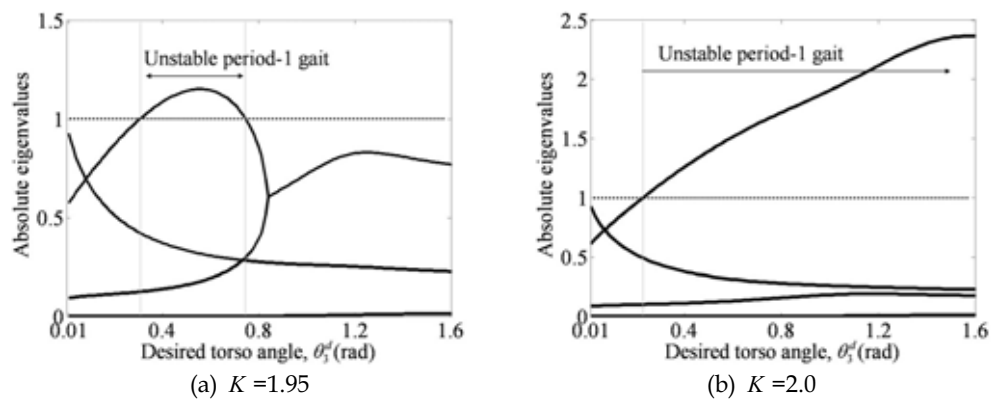 1.5
Unstable period-1 gait
1
0.5
0
0.01
0.4
0.8
1.2
1.6
Absolute eigenvalues
Desired torso angle, θ₃ᵈ(rad)
(a) K =1.95
2.5
Unstable period-1 gait
2
1.5
1
0.5
0
0.01
0.4
0.8
1.2
1.6
Absolute eigenvalues
Desired torso angle, θ₃ᵈ(rad)
(b) K =2.0